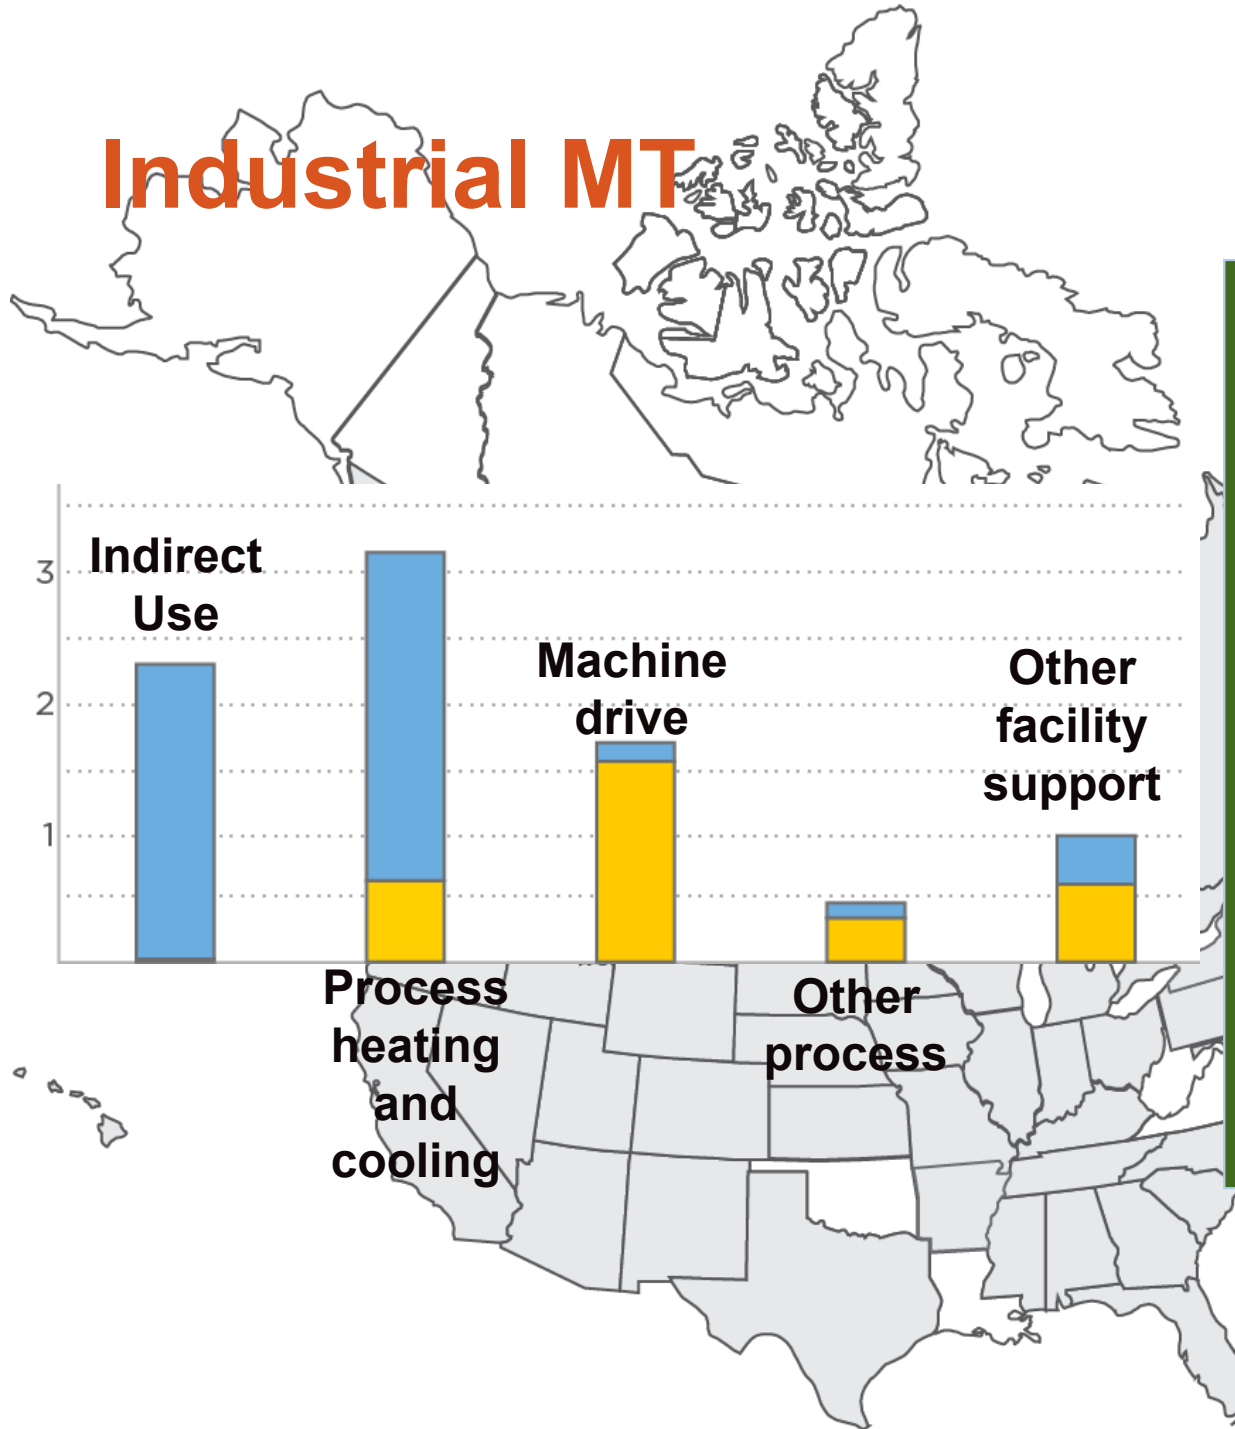 Industrial MT
3
2
1
Indirect
Use
Machine
drive
Other
facility
support
Process
heating
and
cooling
Other
process